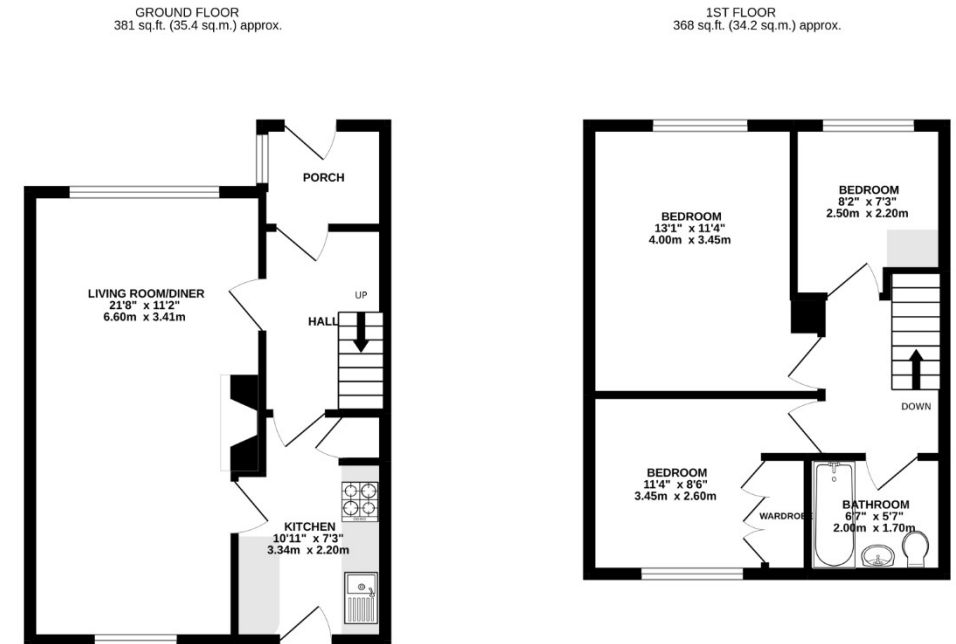 GROUND FLOOR
381 sq.ft. (35.4 sq.m.) approx.
PORCH
LIVING ROOM/DINER
21'8" x 11'2"
6.60m x 3.41m
UP
HALL
KITCHEN
10'11" x 7'3"
3.34m x 2.20m
1ST FLOOR
368 sq.ft. (34.2 sq.m.) approx.
BEDROOM
13'1" x 11'4"
4.00m x 3.45m
BEDROOM
8'2" x 7'3"
2.50m x 2.20m
DOWN
BEDROOM
11'4" x 8'6"
3.45m x 2.60m
WARDROBE
BATHROOM
6'7" x 5'7"
2.00m x 1.70m